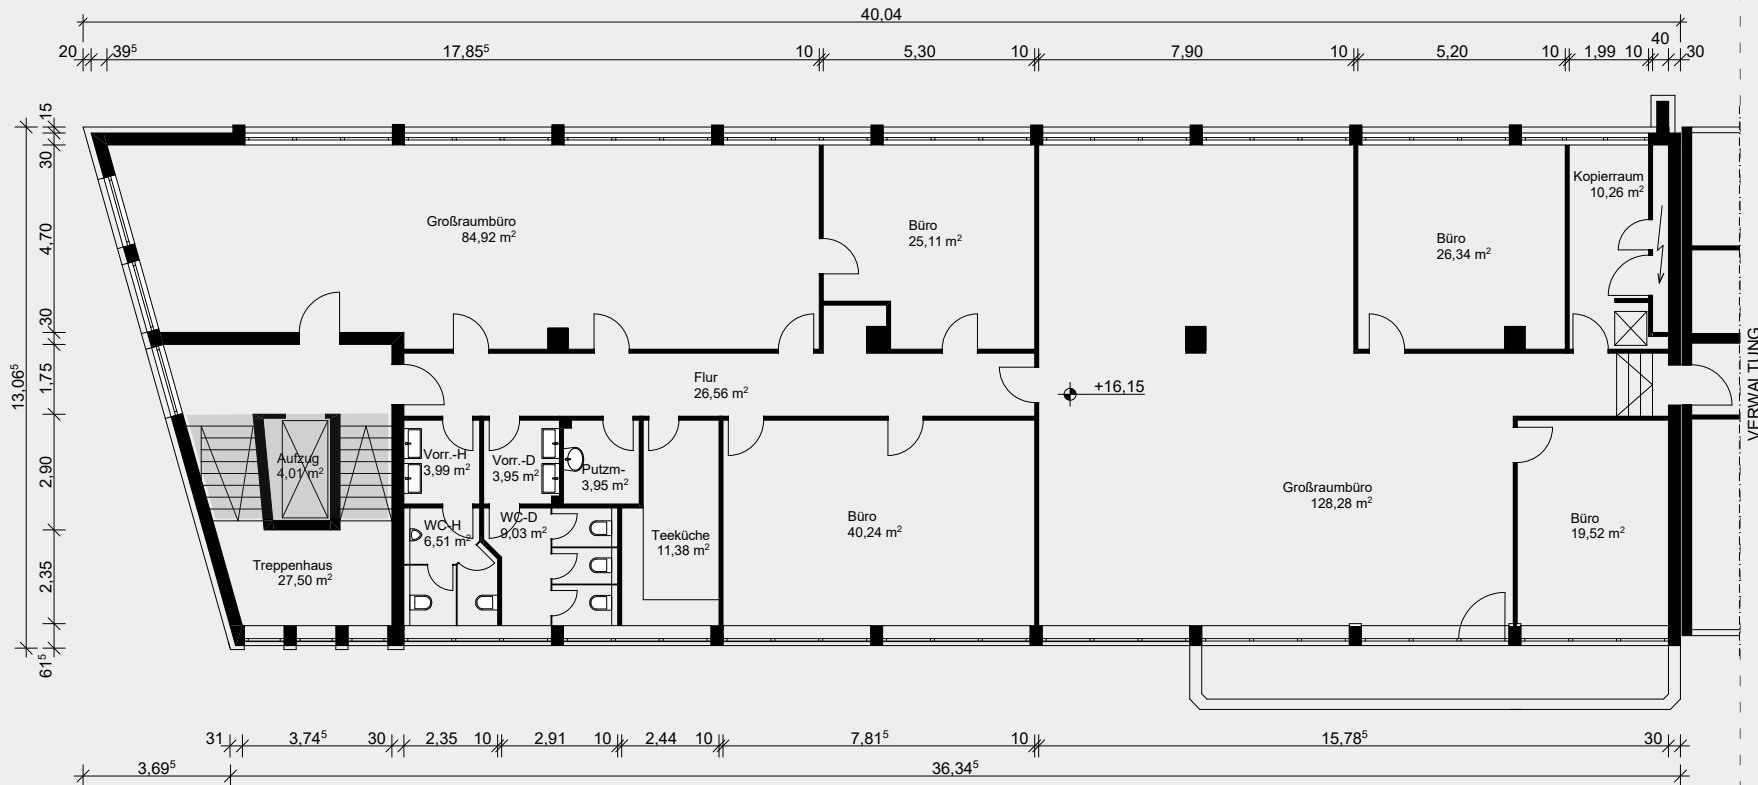 40,04
20
39⁵
17,85⁵
10
5,30
10
7,90
10
5,20
10
1,99
10
40
30
15
30
4,70
30
1,75
2,90
2,35
61⁵
13,06⁵
Großraumbüro
84,92 m²
Büro
25,11 m²
Büro
26,34 m²
Kopierraum
10,26 m²
Flur
26,56 m²
+16,15
VERWALTUNG
Aufzug
4,01 m²
Vorr.-H
3,99 m²
Vorr.-D
3,95 m²
Putzm-
3,95 m²
WC-H
6,51 m²
WC-D
9,03 m²
Teeküche
11,38 m²
Büro
40,24 m²
Großraumbüro
128,28 m²
Büro
19,52 m²
Treppenhaus
27,50 m²
31
3,74⁵
30
2,35
10
2,91
10
2,44
10
7,81⁵
10
15,78⁵
30
3,69⁵
36,34⁵